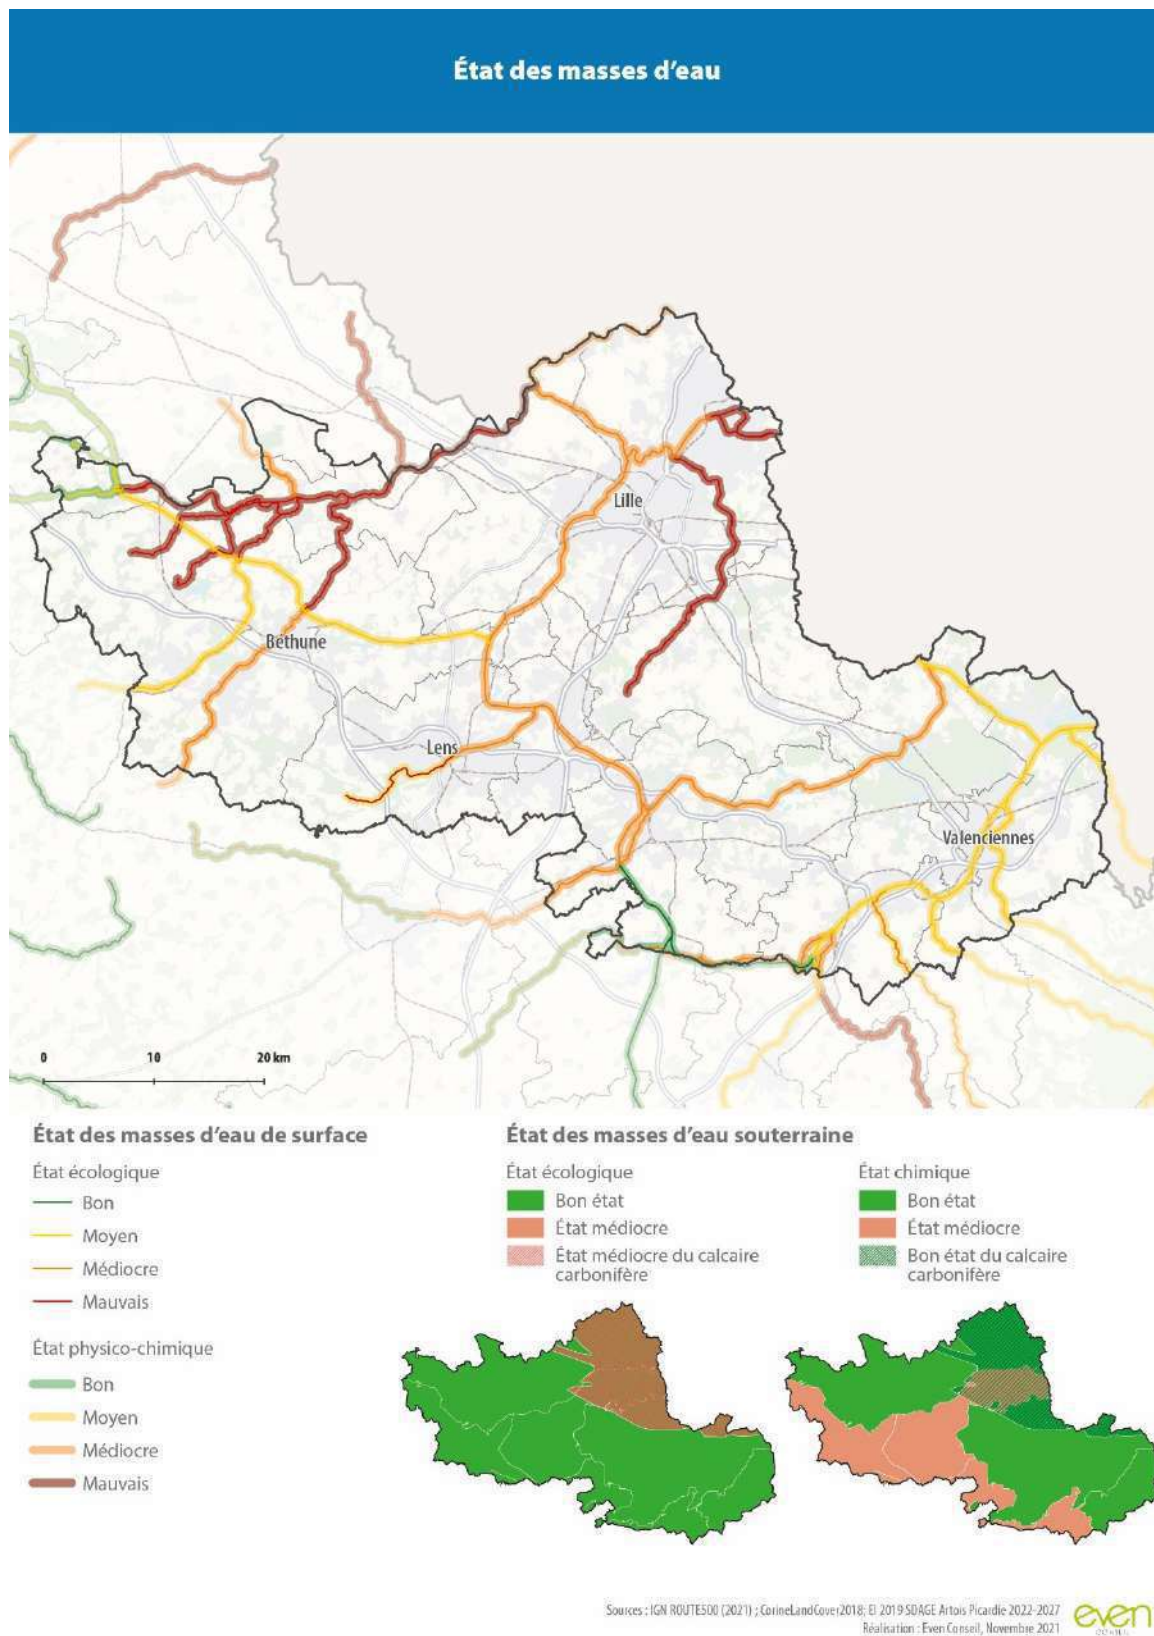 État des masses d'eau
Lille
Béthune
Lens
Valenciennes
0 10 20 km
État des masses d'eau de surface
État écologique
Bon
Moyen
Médiocre
Mauvais
État physico-chimique
Bon
Moyen
Médiocre
Mauvais
État des masses d'eau souterraine
État écologique
Bon état
État médiocre
État médiocre du calcaire
carbonifère
État chimique
Bon état
État médiocre
Bon état du calcaire
carbonifère
Sources : IGN ROUTE500 (2021) ; CorineLandCover2018; EI 2019 SDAGE Artois Picardie 2022-2027
Réalisation : Even Conseil, Novembre 2021
even
CONSEIL